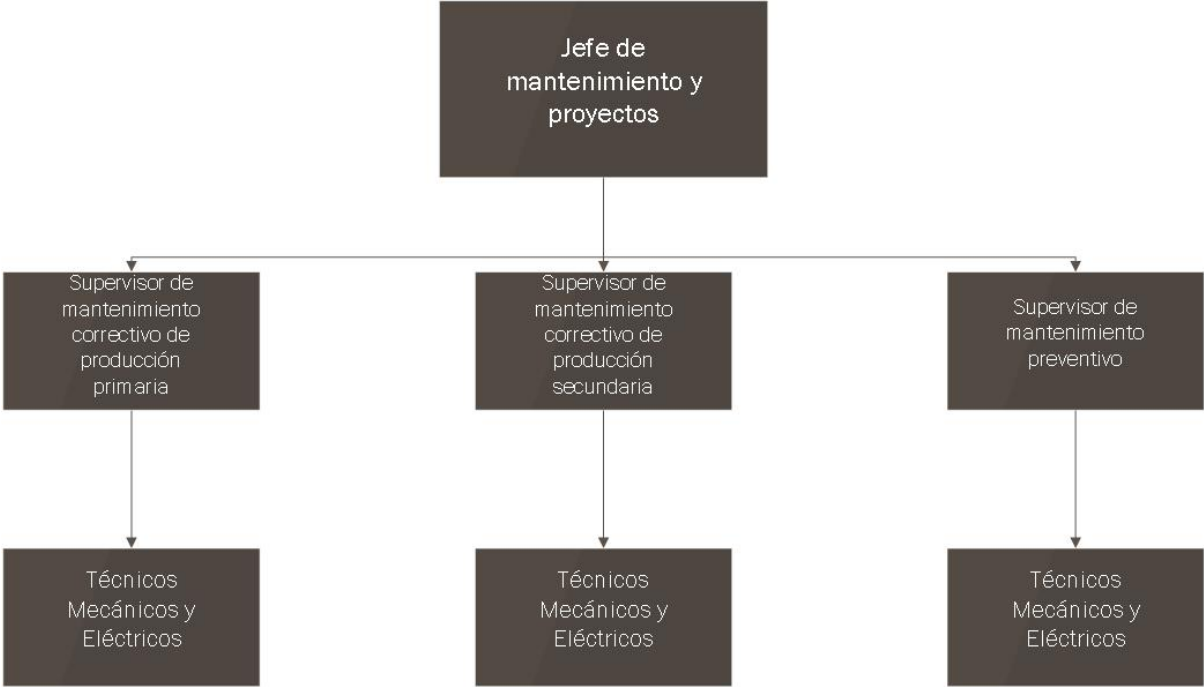 Jefe de
mantenimiento y
proyectos
Supervisor de
mantenimiento
correctivo de
producción
primaria
Supervisor de
mantenimiento
correctivo de
producción
secundaria
Supervisor de
mantenimiento
preventivo
Técnicos
Mecánicos y
Eléctricos
Técnicos
Mecánicos y
Eléctricos
Técnicos
Mecánicos y
Eléctricos